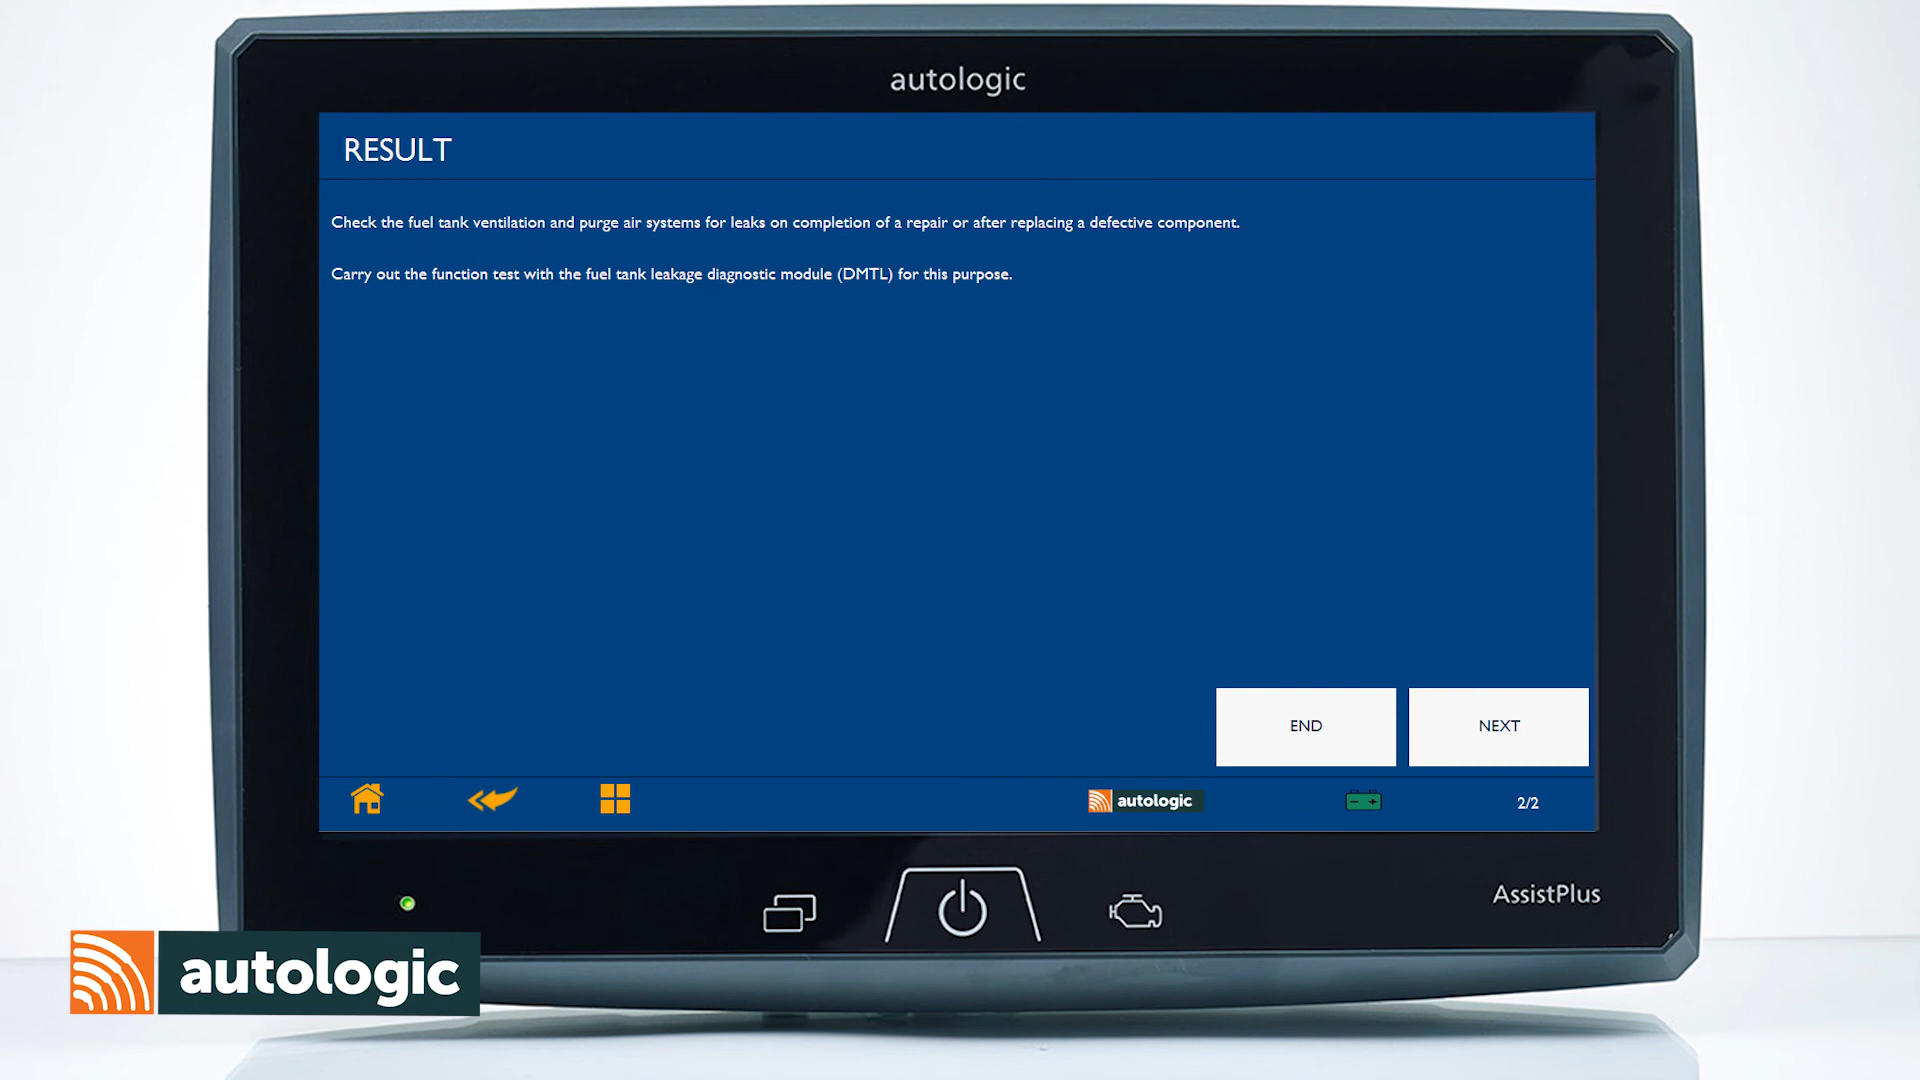 autologic
RESULT
Check the fuel tank ventilation and purge air systems for leaks on completion of a repair or after replacing a defective component.
Carry out the function test with the fuel tank leakage diagnostic module (DMTL) for this purpose.
END
NEXT
autologic
2/2
AssistPlus
autologic